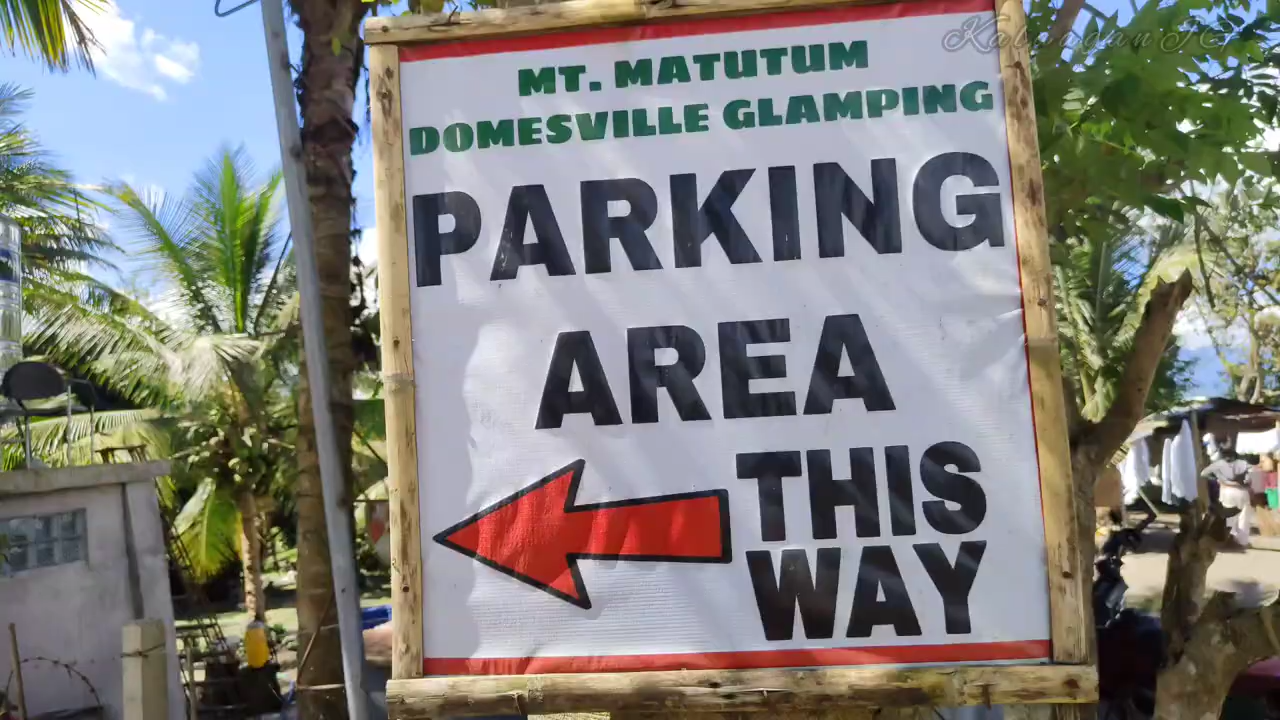 MT. MATUTUM
DOMESVILLE GLAMPING
PARKING
AREA
THIS
WAY